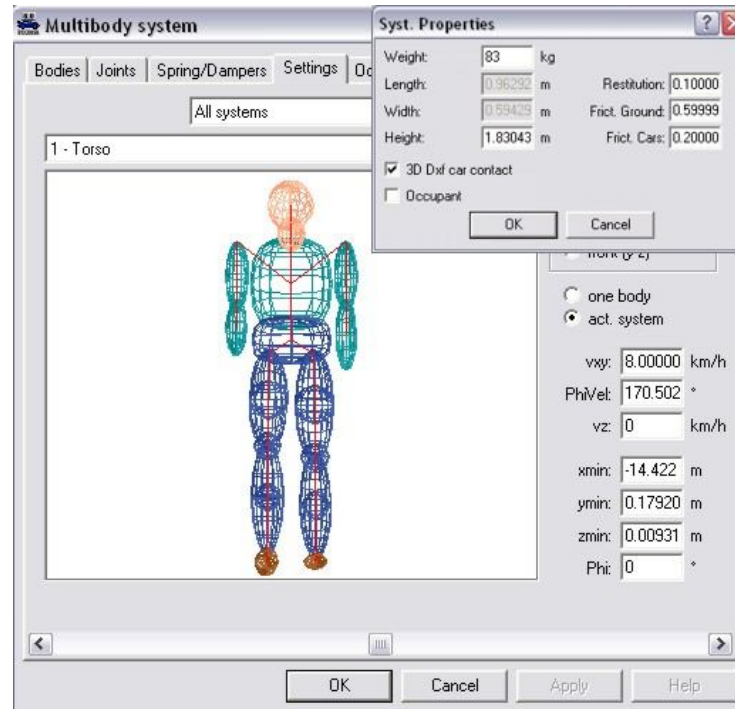 Multibody system
Bodies Joints Spring/Dampers Settings
All systems
1 - Torso
Syst. Properties
Weight: 83 kg
Length: 0.96292 m Restitution: 0.10000
Width: 0.59429 m Frict. Ground: 0.59999
Height: 1.83043 m Frict. Cars: 0.20000
3D Dxf car contact
Occupant
OK Cancel
one body
act. system
vxy: 8.00000 km/h
PhiVel: 170.502 °
vz: 0 km/h
xmin: -14.422 m
ymin: 0.17920 m
zmin: 0.00931 m
Phi: 0 °
OK Cancel Apply Help